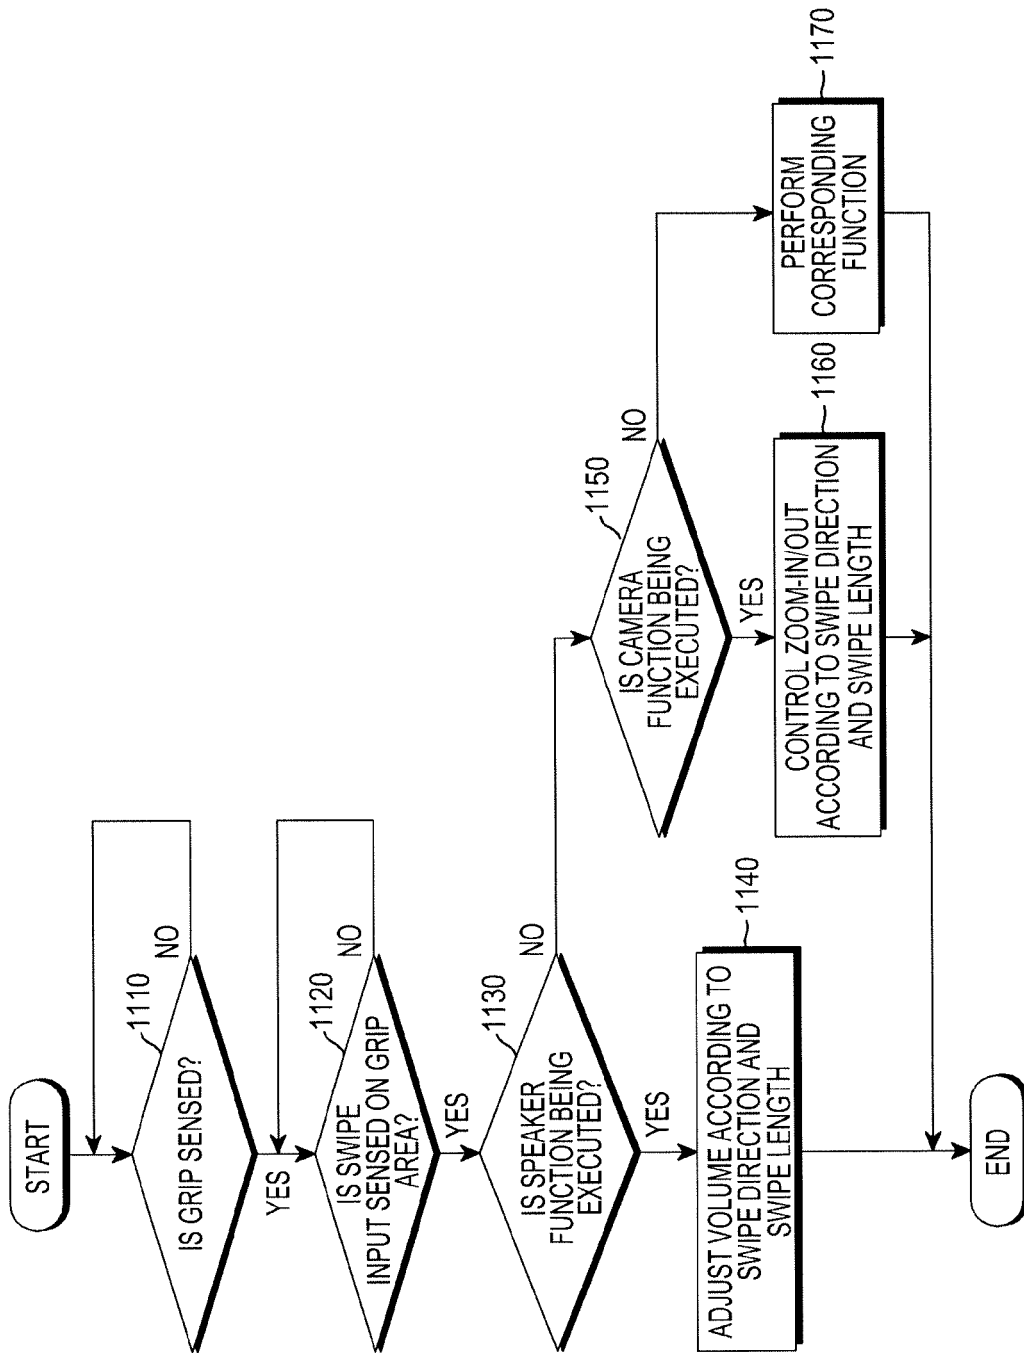 START
IS GRIP SENSED?
1110
NO
YES
IS SWIPE
INPUT SENSED ON GRIP
AREA?
1120
NO
YES
IS SPEAKER
FUNCTION BEING
EXECUTED?
1130
NO
YES
ADJUST VOLUME ACCORDING TO
SWIPE DIRECTION AND
SWIPE LENGTH
1140
IS CAMERA
FUNCTION BEING
EXECUTED?
1150
NO
YES
CONTROL ZOOM-IN/OUT
ACCORDING TO SWIPE DIRECTION
AND SWIPE LENGTH
1160
PERFORM
CORRESPONDING
FUNCTION
1170
END